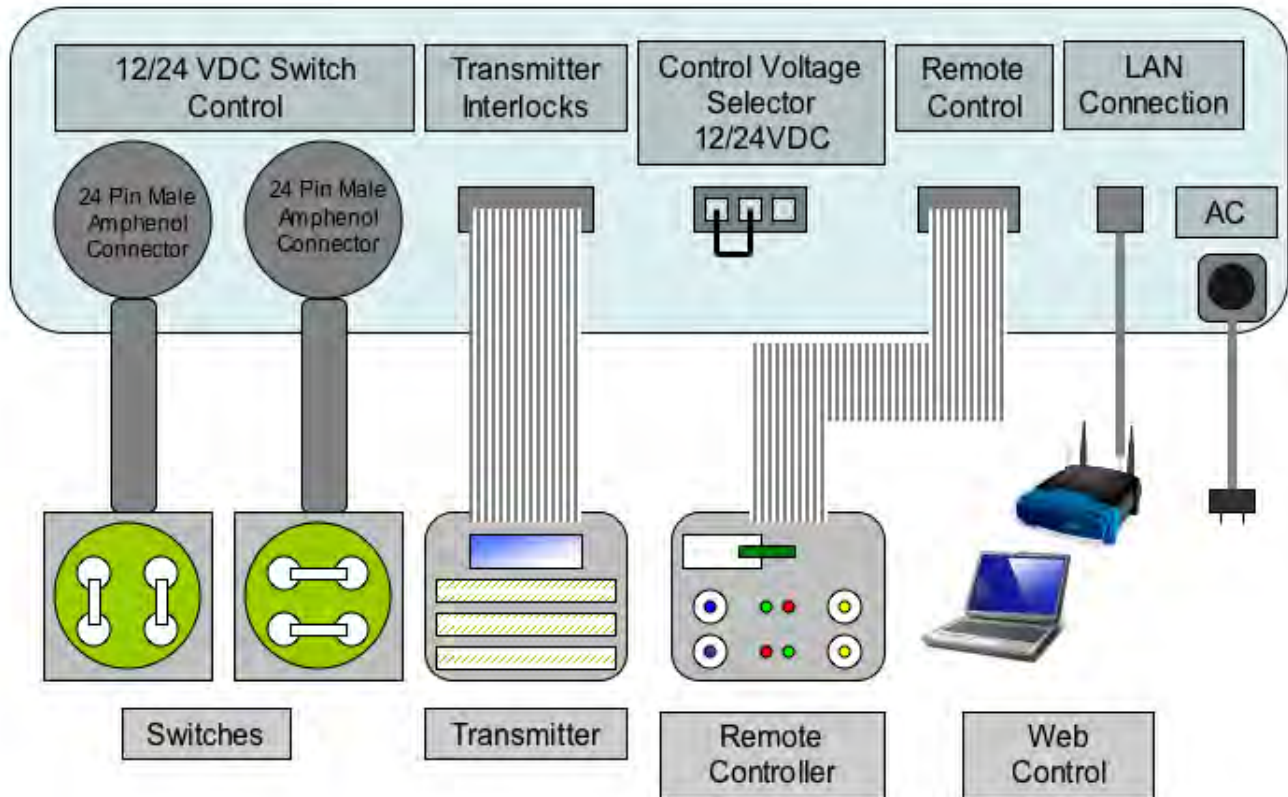 12/24 VDC Switch
Control
Transmitter
Interlocks
Control Voltage
Selector
12/24VDC
Remote
Control
LAN
Connection
24 Pin Male
Amphenol
Connector
24 Pin Male
Amphenol
Connector
AC
Switches
Transmitter
Remote
Controller
Web
Control